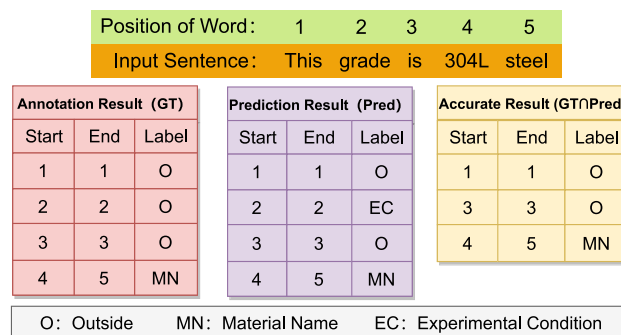 Position of Word: 1 2 3 4 5
Input Sentence: This grade is 304L steel
Annotation Result (GT)
Start End Label
1 1 O
2 2 O
3 3 O
4 5 MN
Prediction Result (Pred)
Start End Label
1 1 O
2 2 EC
3 3 O
4 5 MN
Accurate Result (GT∩Pred
Start End Label
1 1 O
3 3 O
4 5 MN
O: Outside MN: Material Name EC: Experimental Condition